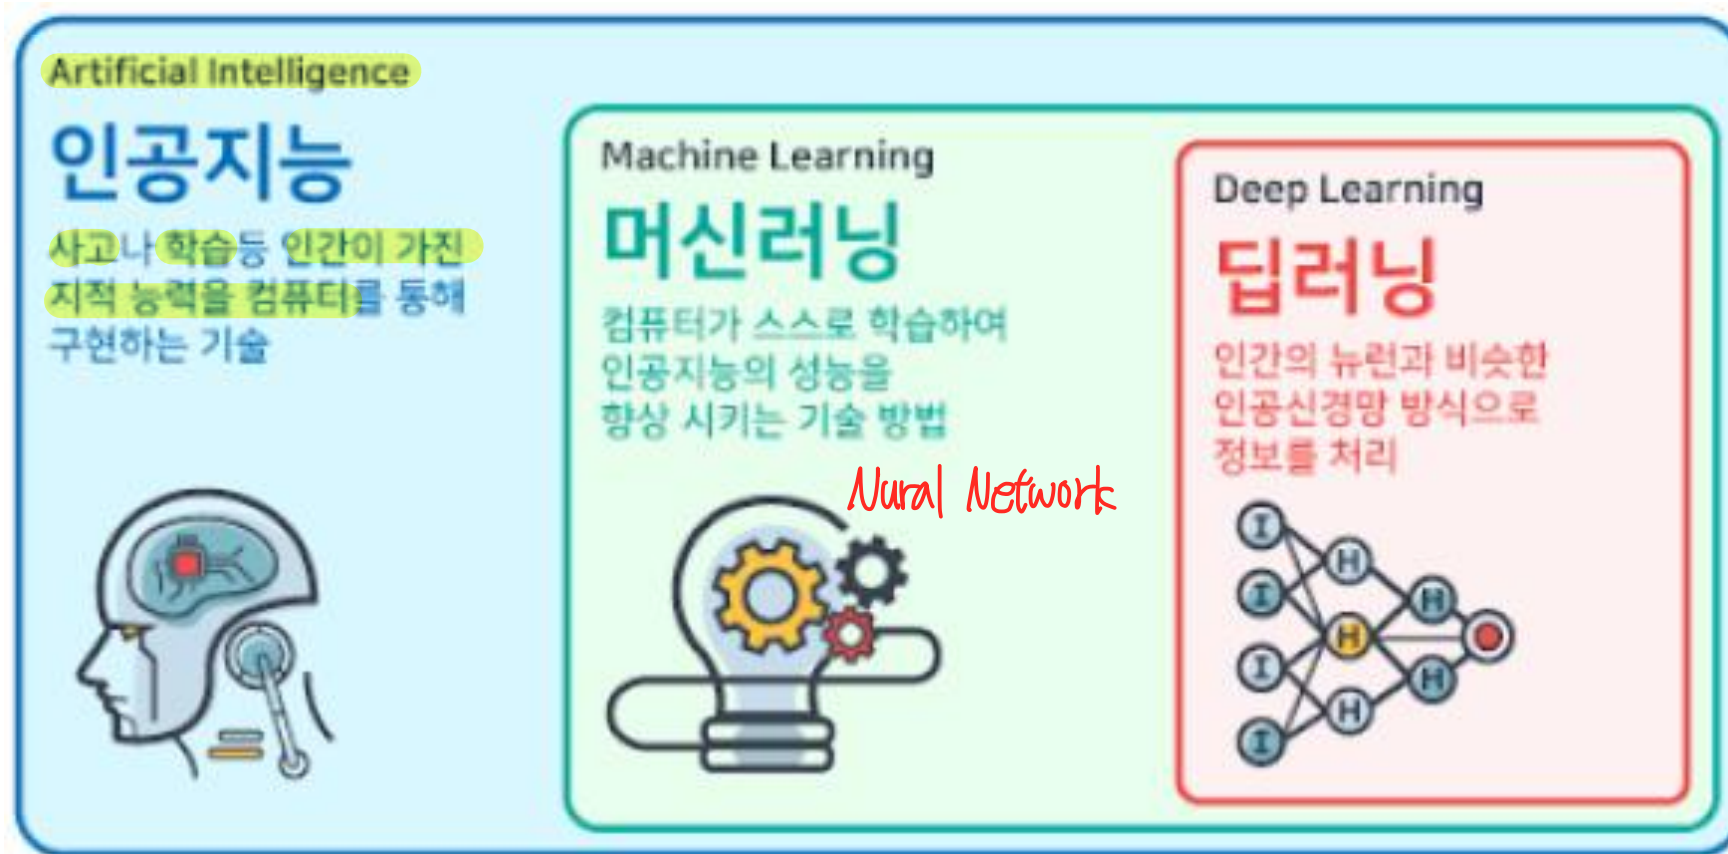 Artificial Intelligence
인공지능
사고나 학습등 인간이 가진
지적 능력을 컴퓨터를 통해
구현하는 기술
Machine Learning
머신러닝
컴퓨터가 스스로 학습하여
인공지능의 성능을
향상 시키는 기술 방법
Nural Network
Deep Learning
딥러닝
인간의 뉴런과 비슷한
인공신경망 방식으로
정보를 처리
I
H
I
H
H
I
H
H
I